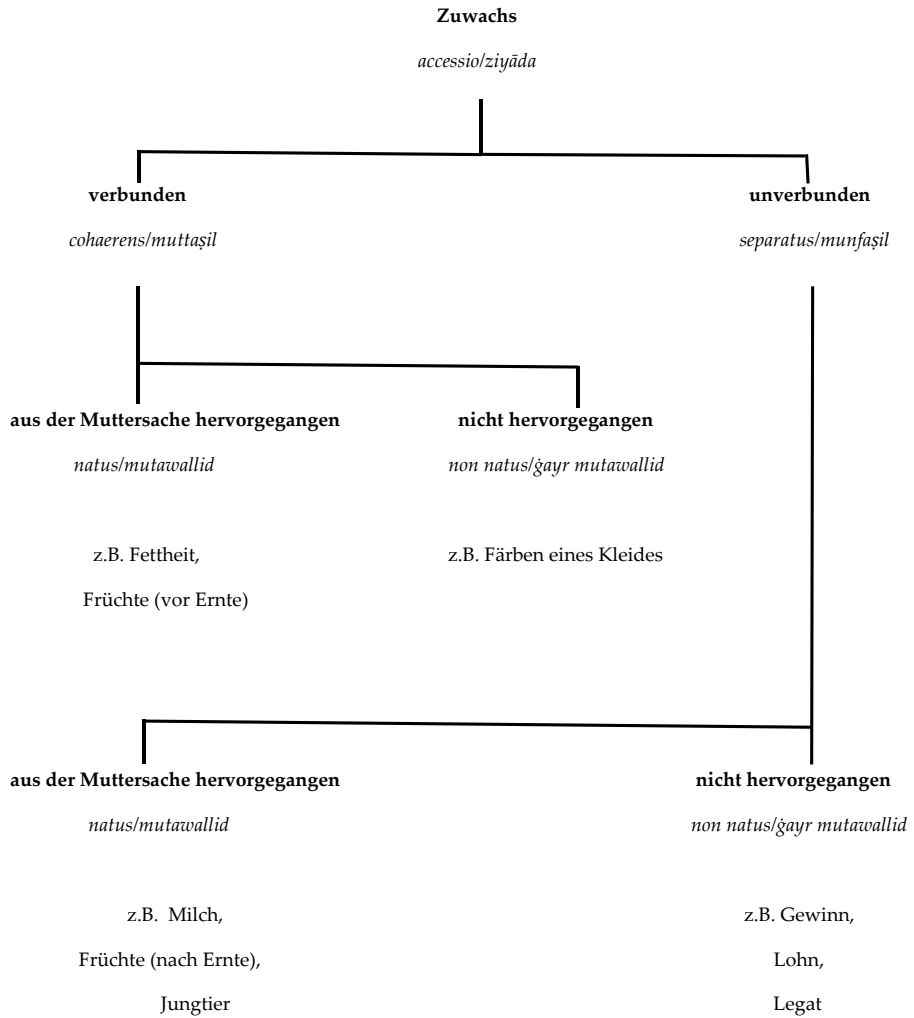 Zuwachs
accessio/ziyāda
verbunden
cohaerens/muttaṣil
unverbunden
separatus/munfaṣil
aus der Muttersache hervorgegangen
natus/mutawallid
z.B. Fettheit,
Früchte (vor Ernte)
nicht hervorgegangen
non natus/ġayr mutawallid
z.B. Färben eines Kleides
aus der Muttersache hervorgegangen
natus/mutawallid
z.B. Milch,
Früchte (nach Ernte),
Jungtier
nicht hervorgegangen
non natus/ġayr mutawallid
z.B. Gewinn,
Lohn,
Legat